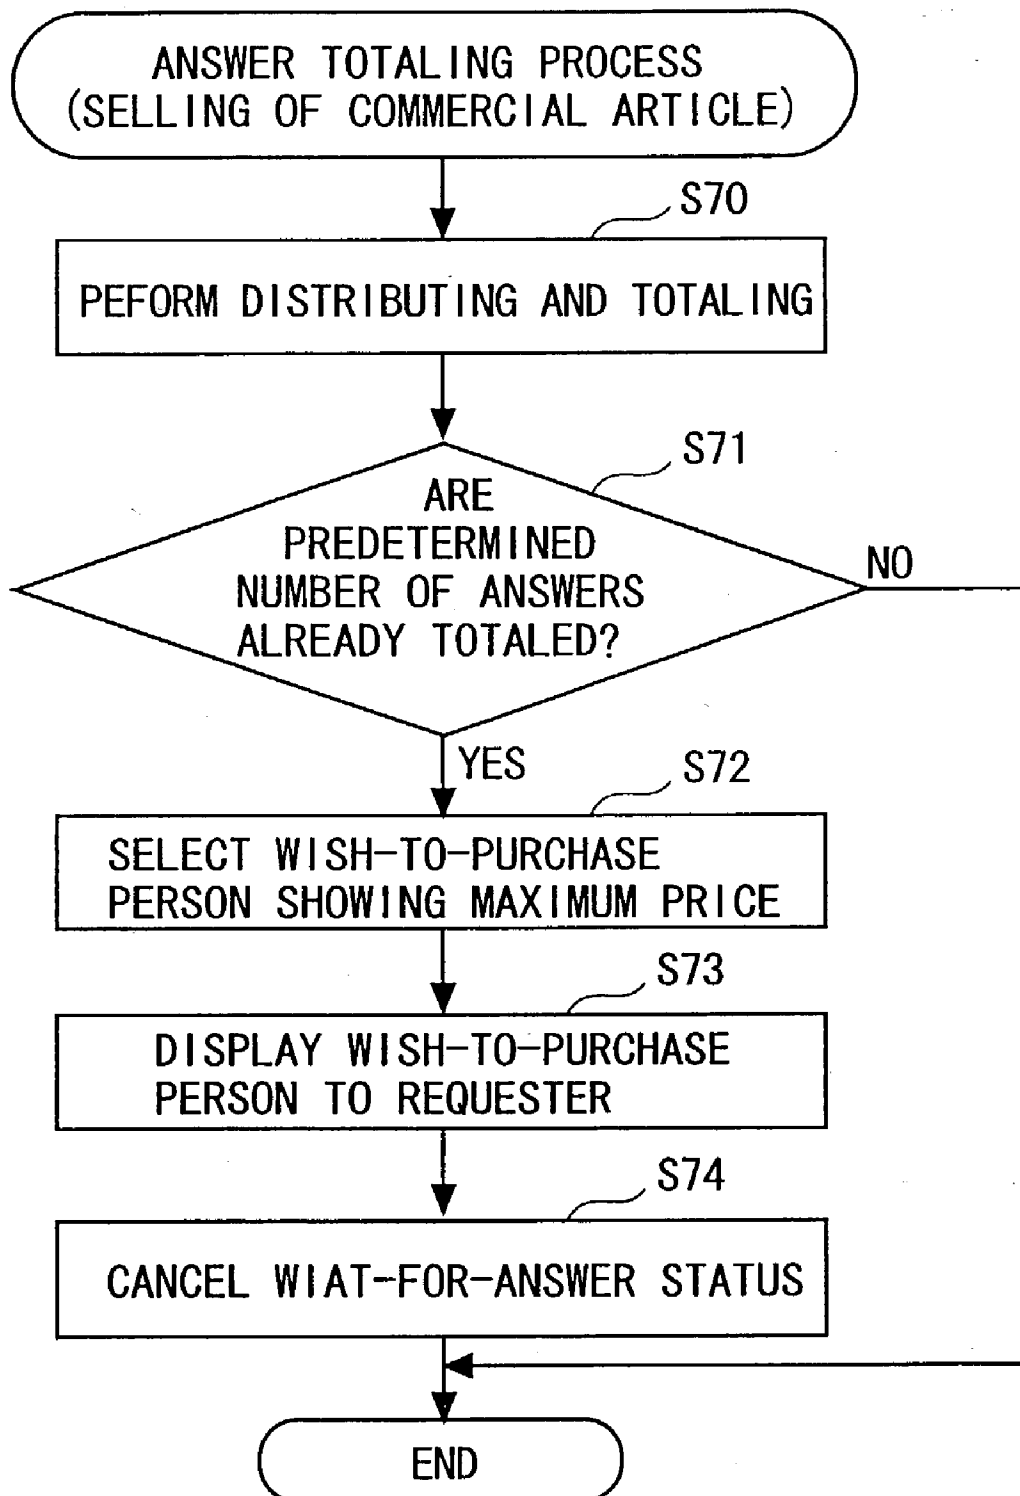 ANSWER TOTALING PROCESS
(SELLING OF COMMERCIAL ARTICLE)
S70
PEFORM DISTRIBUTING AND TOTALING
S71
ARE
PREDETERMINED
NUMBER OF ANSWERS
ALREADY TOTALED?
NO
YES
S72
SELECT WISH-TO-PURCHASE
PERSON SHOWING MAXIMUM PRICE
S73
DISPLAY WISH-TO-PURCHASE
PERSON TO REQUESTER
S74
CANCEL WIAT-FOR-ANSWER STATUS
END